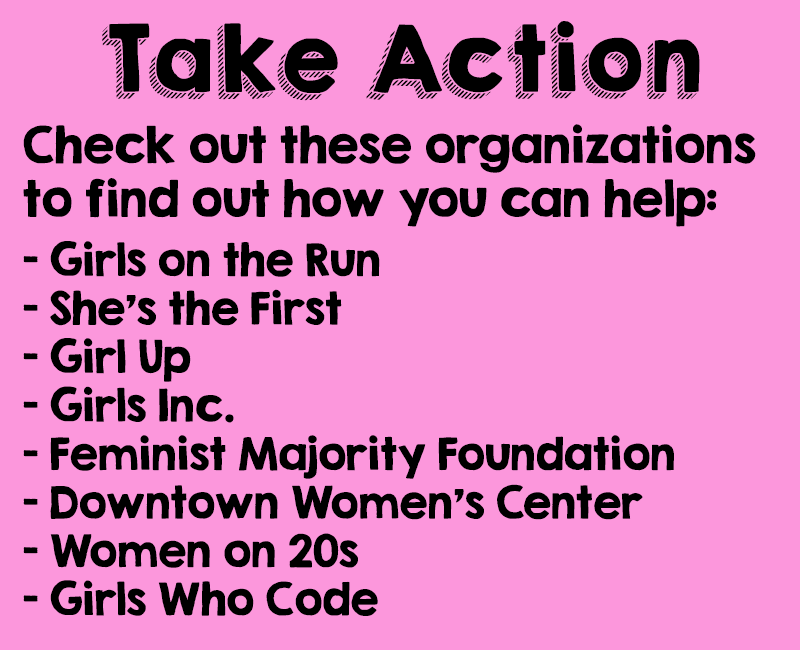 Take Action
Check out these organizations
to find out how you can help:
- Girls on the Run
- She's the First
- Girl Up
- Girls Inc.
- Feminist Majority Foundation
- Downtown Women's Center
- Women on 20s
- Girls Who Code